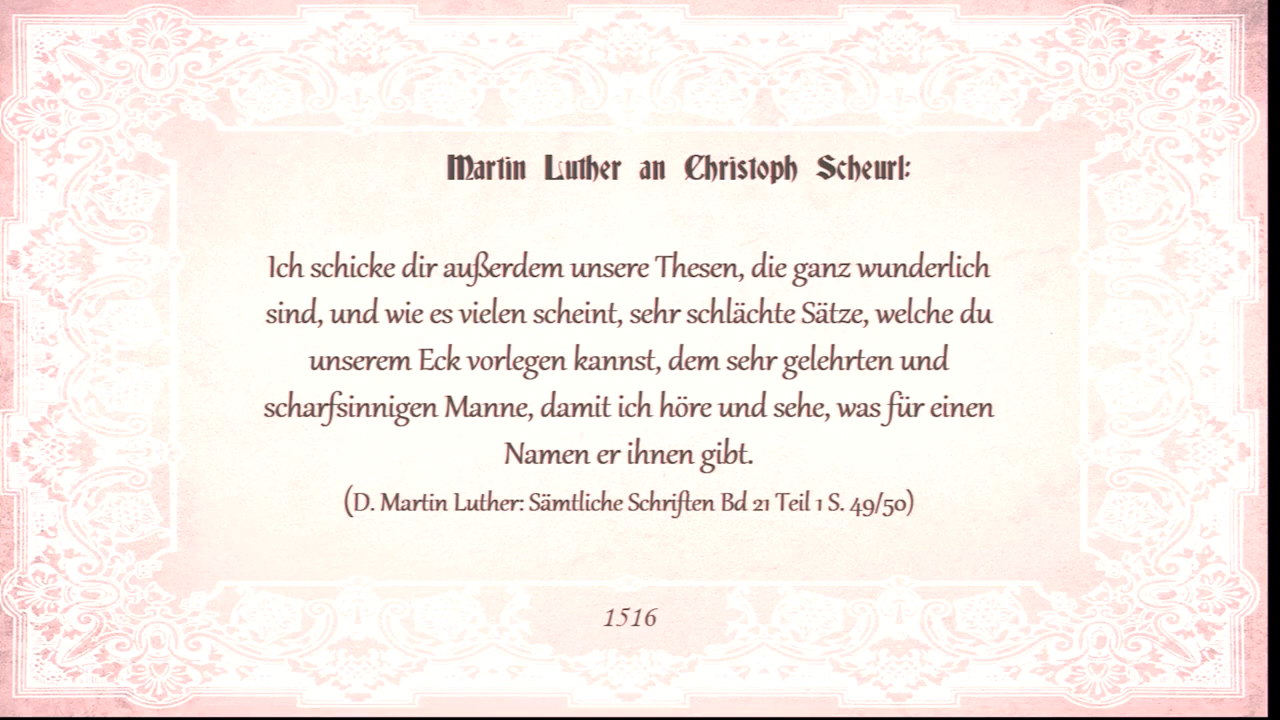 Martin Luther an Christoph Scheurl:
Ich schicke dir außerdem unsere Thesen, die ganz wunderlich
sind, und wie es vielen scheint, sehr schlächte Sätze, welche du
unserem Eck vorlegen kannst, dem sehr gelehrten und
scharfsinnigen Manne, damit ich höre und sehe, was für einen
Namen er ihnen gibt.
(D. Martin Luther: Sämtliche Schriften Bd 21 Teil 1 S. 49/50)
1516